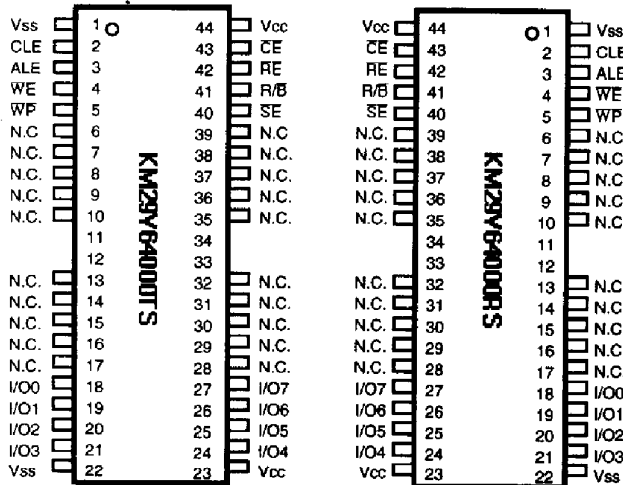 Vss 1 44 Vcc
CLE 2 43 CE
ALE 3 42 RE
WE 4 41 R/B
WP 5 40 SE
N.C 6 39 N.C
N.C. 7 38 N.C.
N.C. 8 37 N.C.
N.C. 9 36 N.C.
N.C. 10 35 N.C.
11 34
12 33
N.C. 13 32 N.C.
N.C. 14 31 N.C.
N.C. 15 30 N.C.
N.C. 16 29 N.C.
N.C. 17 28 N.C.
I/O0 18 27 I/O7
I/O1 19 26 I/O6
I/O2 20 25 I/O5
I/O3 21 24 I/O4
Vss 22 23 Vcc
KM29V64000TS
Vcc 44 1 Vss
CE 43 2 CLE
RE 42 3 ALE
R/B 41 4 WE
SE 40 5 WP
N.C. 39 6 N.C
N.C. 38 7 N.C
N.C. 37 8 N.C
N.C. 36 9 N.C
N.C. 35 10 N.C
34 11
33 12
N.C. 32 13 N.C
N.C. 31 14 N.C
N.C. 30 15 N.C
N.C. 29 16 N.C
N.C. 28 17 N.C
I/O7 27 18 I/O0
I/O6 26 19 I/O1
I/O5 25 20 I/O2
I/O4 24 21 I/O3
Vcc 23 22 Vss
KM29V64000RS